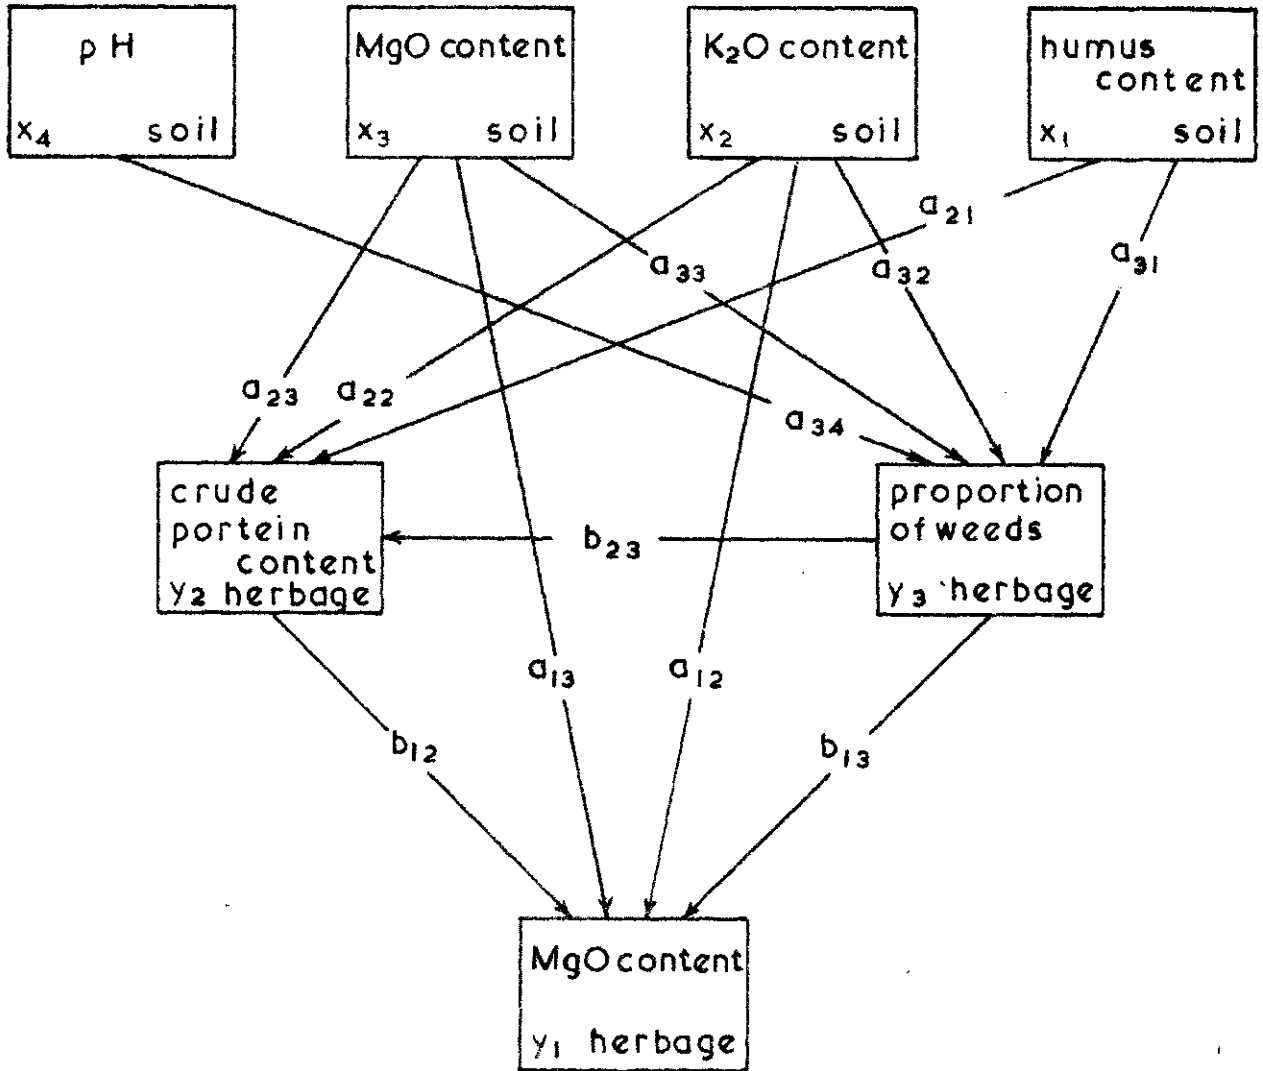 pH
x₄ soil
MgO content
x₃ soil
K₂O content
x₂ soil
humus
content
x₁ soil
a₂₁
a₃₃
a₃₂
a₃₁
a₂₃
a₂₂
a₃₄
crude
portein
content
y₂ herbage
b₂₃
proportion
of weeds
y₃ herbage
a₁₃
a₁₂
b₁₂
b₁₃
MgO content
y₁ herbage